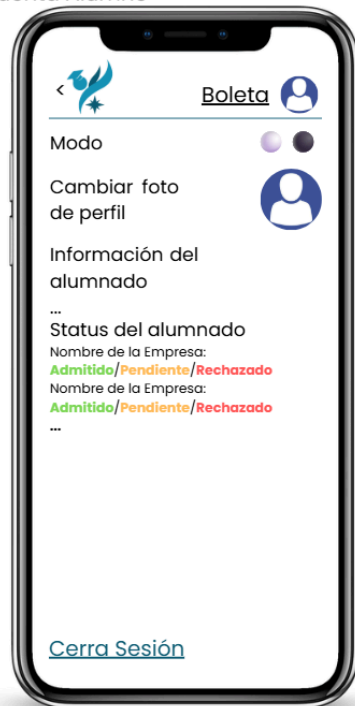 < Boleta
Modo
Cambiar foto
de perfil
Información del
alumnado
...
Status del alumnado
Nombre de la Empresa:
Admitido/Pendiente/Rechazado
Nombre de la Empresa:
Admitido/Pendiente/Rechazado
...
Cerra Sesión